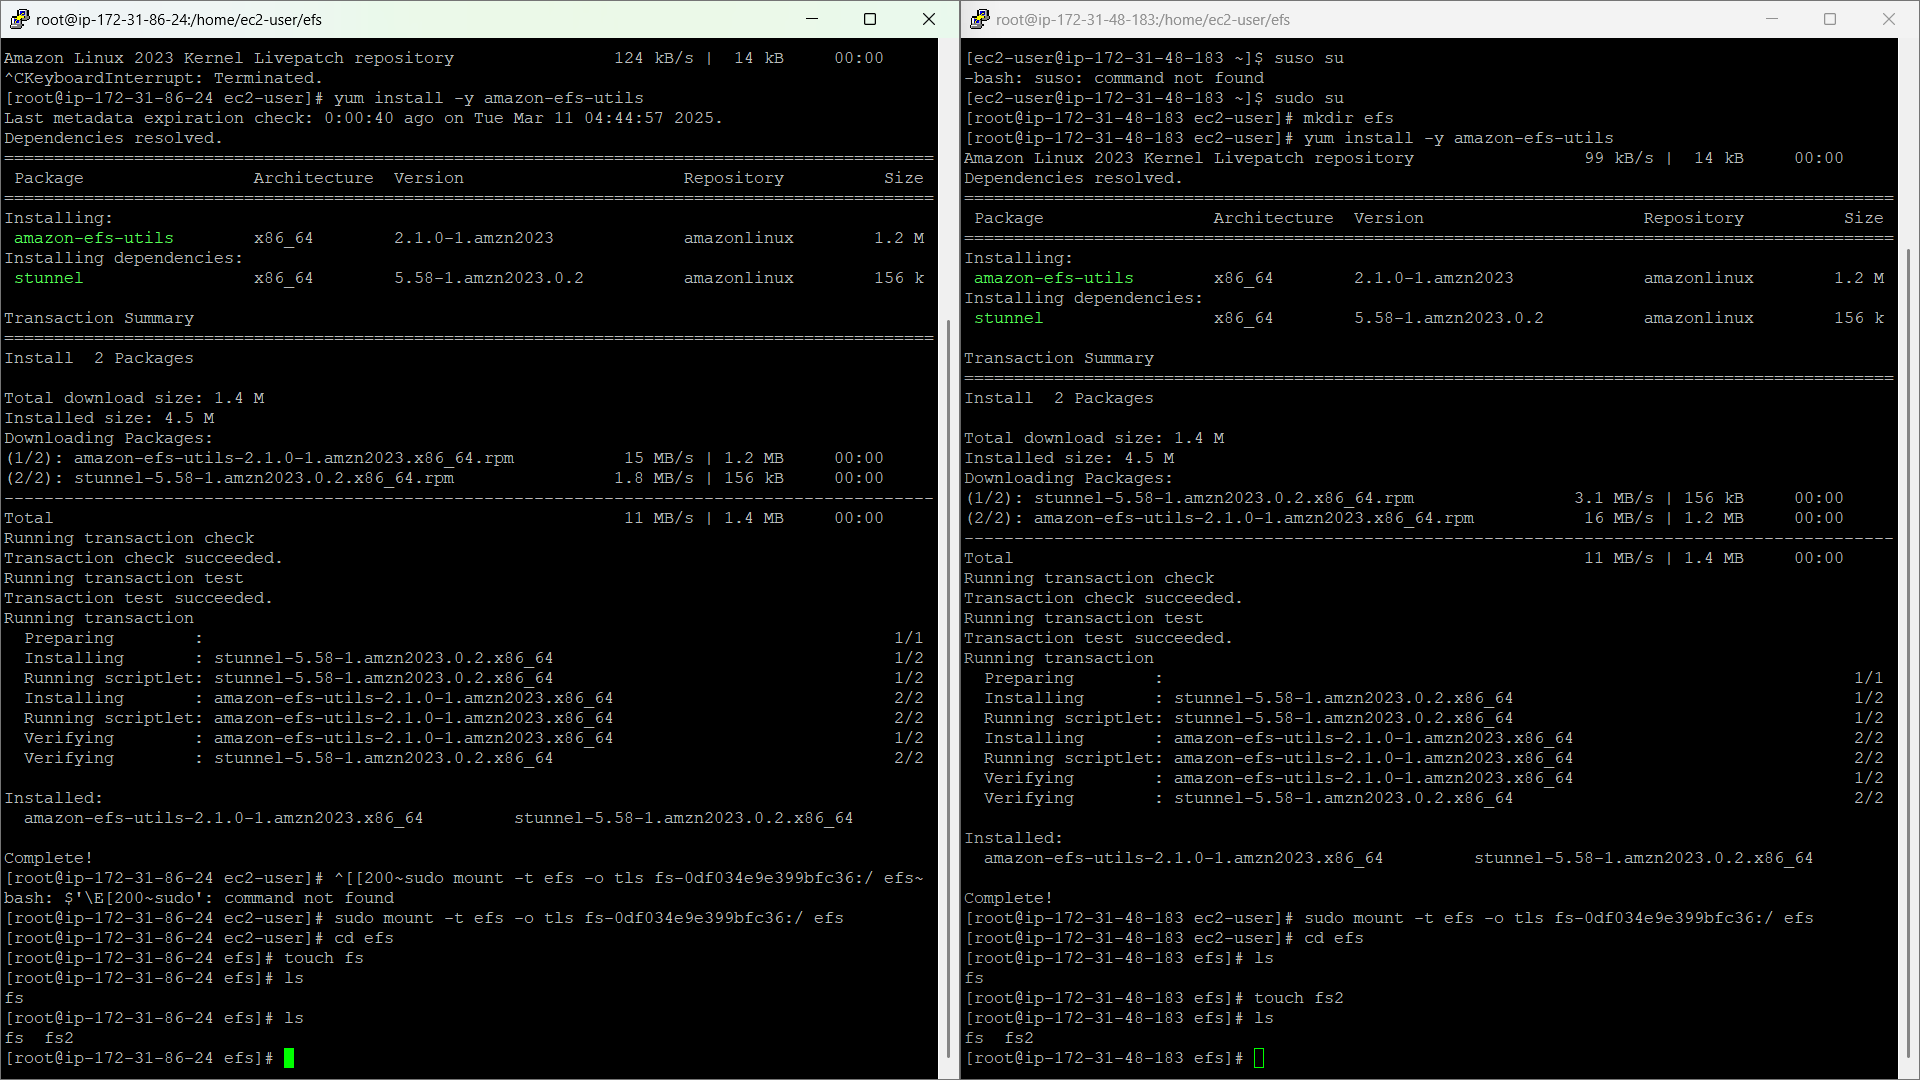 root@ip-172-31-86-24:/home/ec2-user/efs
Amazon Linux 2023 Kernel Livepatch repository                124 kB/s |  14 kB     00:00
^CKeyboardInterrupt: Terminated.
[root@ip-172-31-86-24 ec2-user]# yum install -y amazon-efs-utils
Last metadata expiration check: 0:00:40 ago on Tue Mar 11 04:44:57 2025.
Dependencies resolved.
=============================================================================================
 Package                 Architecture  Version                      Repository          Size
=============================================================================================
Installing:
 amazon-efs-utils        x86_64        2.1.0-1.amzn2023             amazonlinux        1.2 M
Installing dependencies:
 stunnel                 x86_64        5.58-1.amzn2023.0.2          amazonlinux        156 k
Transaction Summary
=============================================================================================
Install  2 Packages
Total download size: 1.4 M
Installed size: 4.5 M
Downloading Packages:
(1/2): amazon-efs-utils-2.1.0-1.amzn2023.x86_64.rpm           15 MB/s | 1.2 MB     00:00
(2/2): stunnel-5.58-1.amzn2023.0.2.x86_64.rpm                1.8 MB/s | 156 kB     00:00
---------------------------------------------------------------------------------------------
Total                                                         11 MB/s | 1.4 MB     00:00
Running transaction check
Transaction check succeeded.
Running transaction test
Transaction test succeeded.
Running transaction
  Preparing        :                                                                     1/1
  Installing       : stunnel-5.58-1.amzn2023.0.2.x86_64                                  1/2
  Running scriptlet: stunnel-5.58-1.amzn2023.0.2.x86_64                                  1/2
  Installing       : amazon-efs-utils-2.1.0-1.amzn2023.x86_64                            2/2
  Running scriptlet: amazon-efs-utils-2.1.0-1.amzn2023.x86_64                            2/2
  Verifying        : amazon-efs-utils-2.1.0-1.amzn2023.x86_64                            1/2
  Verifying        : stunnel-5.58-1.amzn2023.0.2.x86_64                                  2/2
Installed:
  amazon-efs-utils-2.1.0-1.amzn2023.x86_64         stunnel-5.58-1.amzn2023.0.2.x86_64
Complete!
[root@ip-172-31-86-24 ec2-user]# ^[[200~sudo mount -t efs -o tls fs-0df034e9e399bfc36:/ efs~
bash: $'\E[200~sudo': command not found
[root@ip-172-31-86-24 ec2-user]# sudo mount -t efs -o tls fs-0df034e9e399bfc36:/ efs
[root@ip-172-31-86-24 ec2-user]# cd efs
[root@ip-172-31-86-24 efs]# touch fs
[root@ip-172-31-86-24 efs]# ls
fs
[root@ip-172-31-86-24 efs]# ls
fs  fs2
[root@ip-172-31-86-24 efs]#
root@ip-172-31-48-183:/home/ec2-user/efs
[ec2-user@ip-172-31-48-183 ~]$ suso su
-bash: suso: command not found
[ec2-user@ip-172-31-48-183 ~]$ sudo su
[root@ip-172-31-48-183 ec2-user]# mkdir efs
[root@ip-172-31-48-183 ec2-user]# yum install -y amazon-efs-utils
Amazon Linux 2023 Kernel Livepatch repository                 99 kB/s |  14 kB     00:00
Dependencies resolved.
=============================================================================================
 Package                 Architecture  Version                      Repository          Size
=============================================================================================
Installing:
 amazon-efs-utils        x86_64        2.1.0-1.amzn2023             amazonlinux        1.2 M
Installing dependencies:
 stunnel                 x86_64        5.58-1.amzn2023.0.2          amazonlinux        156 k
Transaction Summary
=============================================================================================
Install  2 Packages
Total download size: 1.4 M
Installed size: 4.5 M
Downloading Packages:
(1/2): stunnel-5.58-1.amzn2023.0.2.x86_64.rpm                3.1 MB/s | 156 kB     00:00
(2/2): amazon-efs-utils-2.1.0-1.amzn2023.x86_64.rpm           16 MB/s | 1.2 MB     00:00
---------------------------------------------------------------------------------------------
Total                                                         11 MB/s | 1.4 MB     00:00
Running transaction check
Transaction check succeeded.
Running transaction test
Transaction test succeeded.
Running transaction
  Preparing        :                                                                     1/1
  Installing       : stunnel-5.58-1.amzn2023.0.2.x86_64                                  1/2
  Running scriptlet: stunnel-5.58-1.amzn2023.0.2.x86_64                                  1/2
  Installing       : amazon-efs-utils-2.1.0-1.amzn2023.x86_64                            2/2
  Running scriptlet: amazon-efs-utils-2.1.0-1.amzn2023.x86_64                            2/2
  Verifying        : amazon-efs-utils-2.1.0-1.amzn2023.x86_64                            1/2
  Verifying        : stunnel-5.58-1.amzn2023.0.2.x86_64                                  2/2
Installed:
  amazon-efs-utils-2.1.0-1.amzn2023.x86_64         stunnel-5.58-1.amzn2023.0.2.x86_64
Complete!
[root@ip-172-31-48-183 ec2-user]# sudo mount -t efs -o tls fs-0df034e9e399bfc36:/ efs
[root@ip-172-31-48-183 ec2-user]# cd efs
[root@ip-172-31-48-183 efs]# ls
fs
[root@ip-172-31-48-183 efs]# touch fs2
[root@ip-172-31-48-183 efs]# ls
fs  fs2
[root@ip-172-31-48-183 efs]#